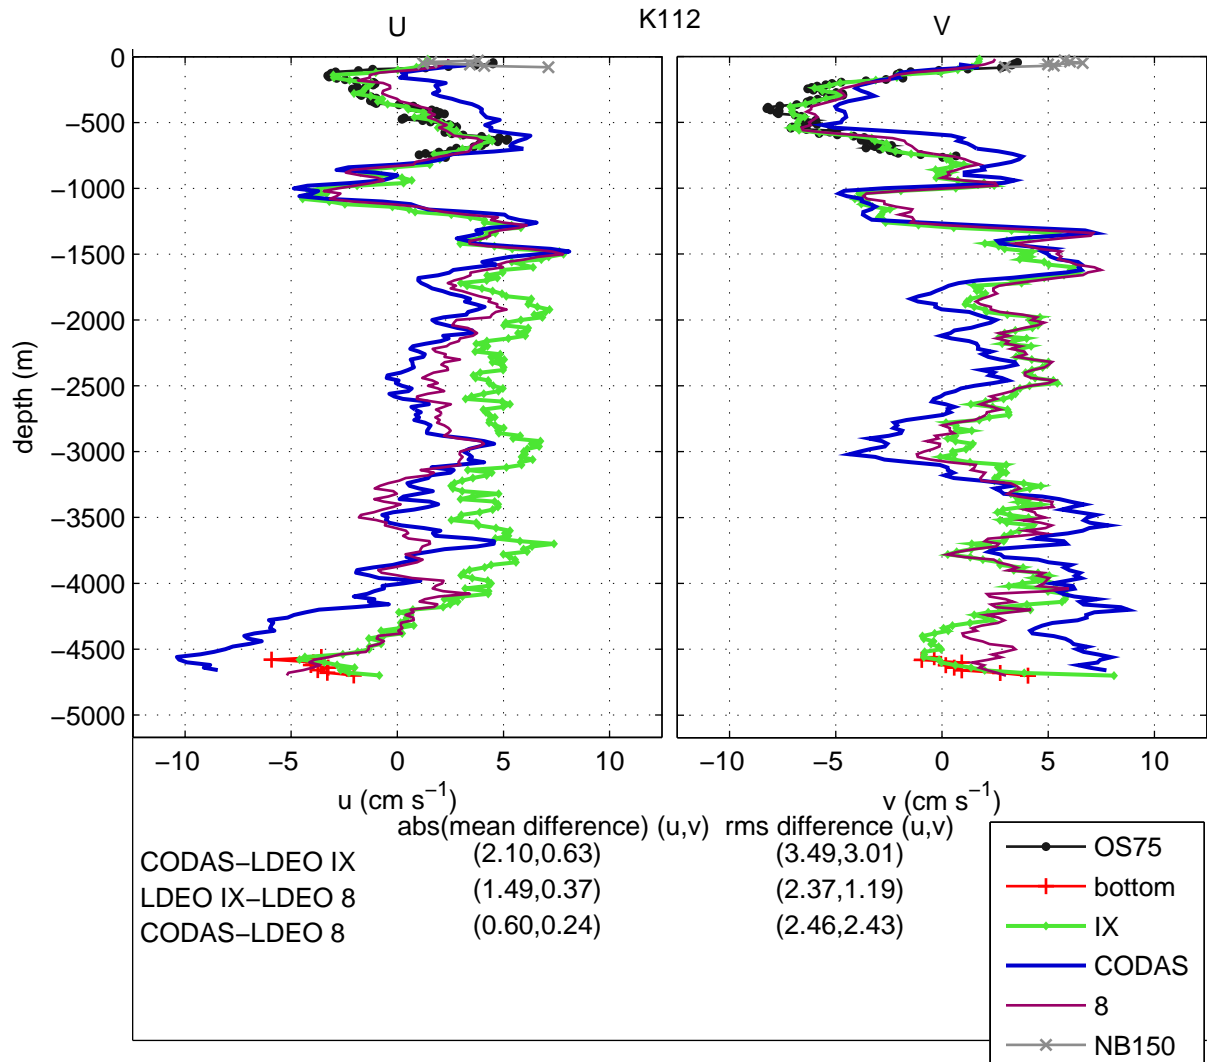 K112
U
V
0
−500
−1000
−1500
−2000
−2500
−3000
−3500
−4000
−4500
−5000
depth (m)
−10 −5 0 5 10
−10 −5 0 5 10
u (cm s−1)
v (cm s−1)
abs(mean difference) (u,v) rms difference (u,v)
CODAS−LDEO IX (2.10,0.63) (3.49,3.01)
LDEO IX−LDEO 8 (1.49,0.37) (2.37,1.19)
CODAS−LDEO 8 (0.60,0.24) (2.46,2.43)
OS75
bottom
IX
CODAS
8
NB150